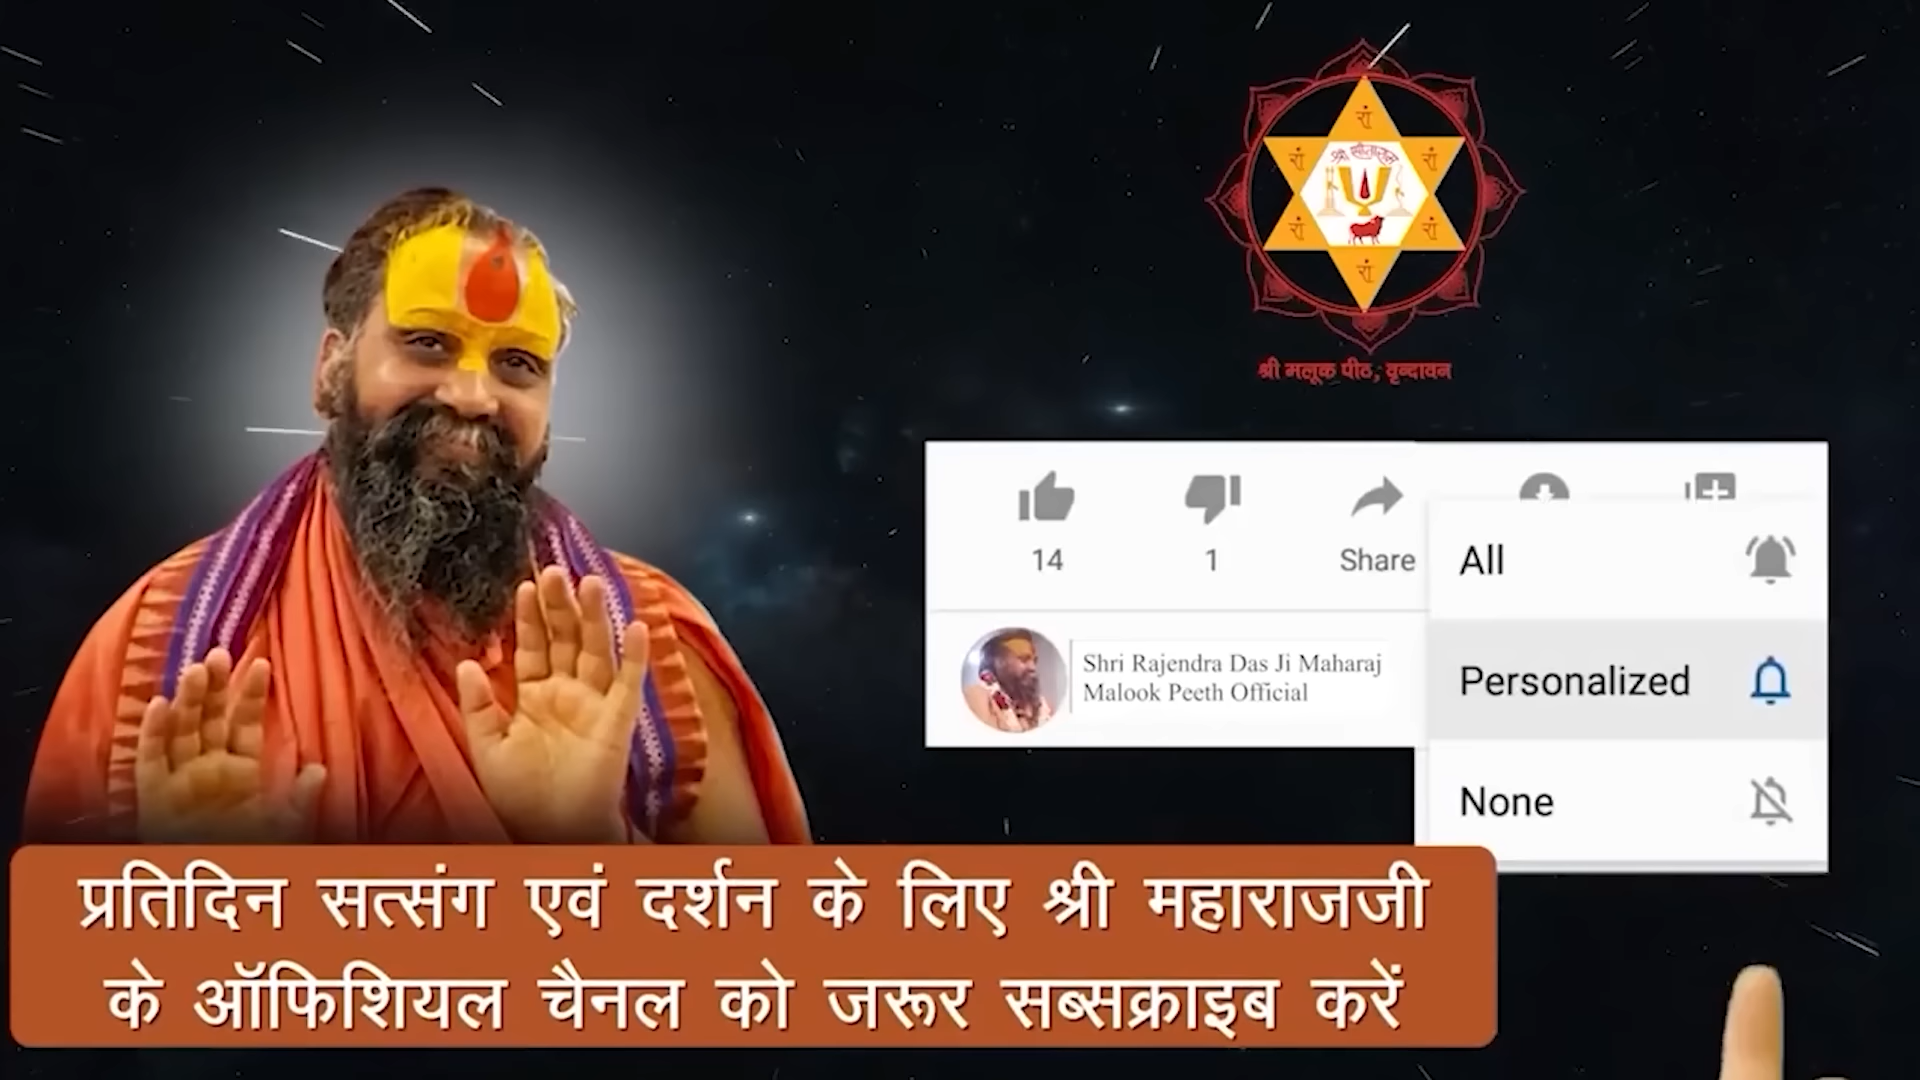 रां
रां
रां
श्री सीताराम
रां
रां
रां
श्री मलूक पीठ, वृन्दावन
14
1
Share
All
Shri Rajendra Das Ji Maharaj
Malook Peeth Official
Personalized
None
प्रतिदिन सत्संग एवं दर्शन के लिए श्री महाराजजी
के ऑफिशियल चैनल को जरूर सब्सक्राइब करें